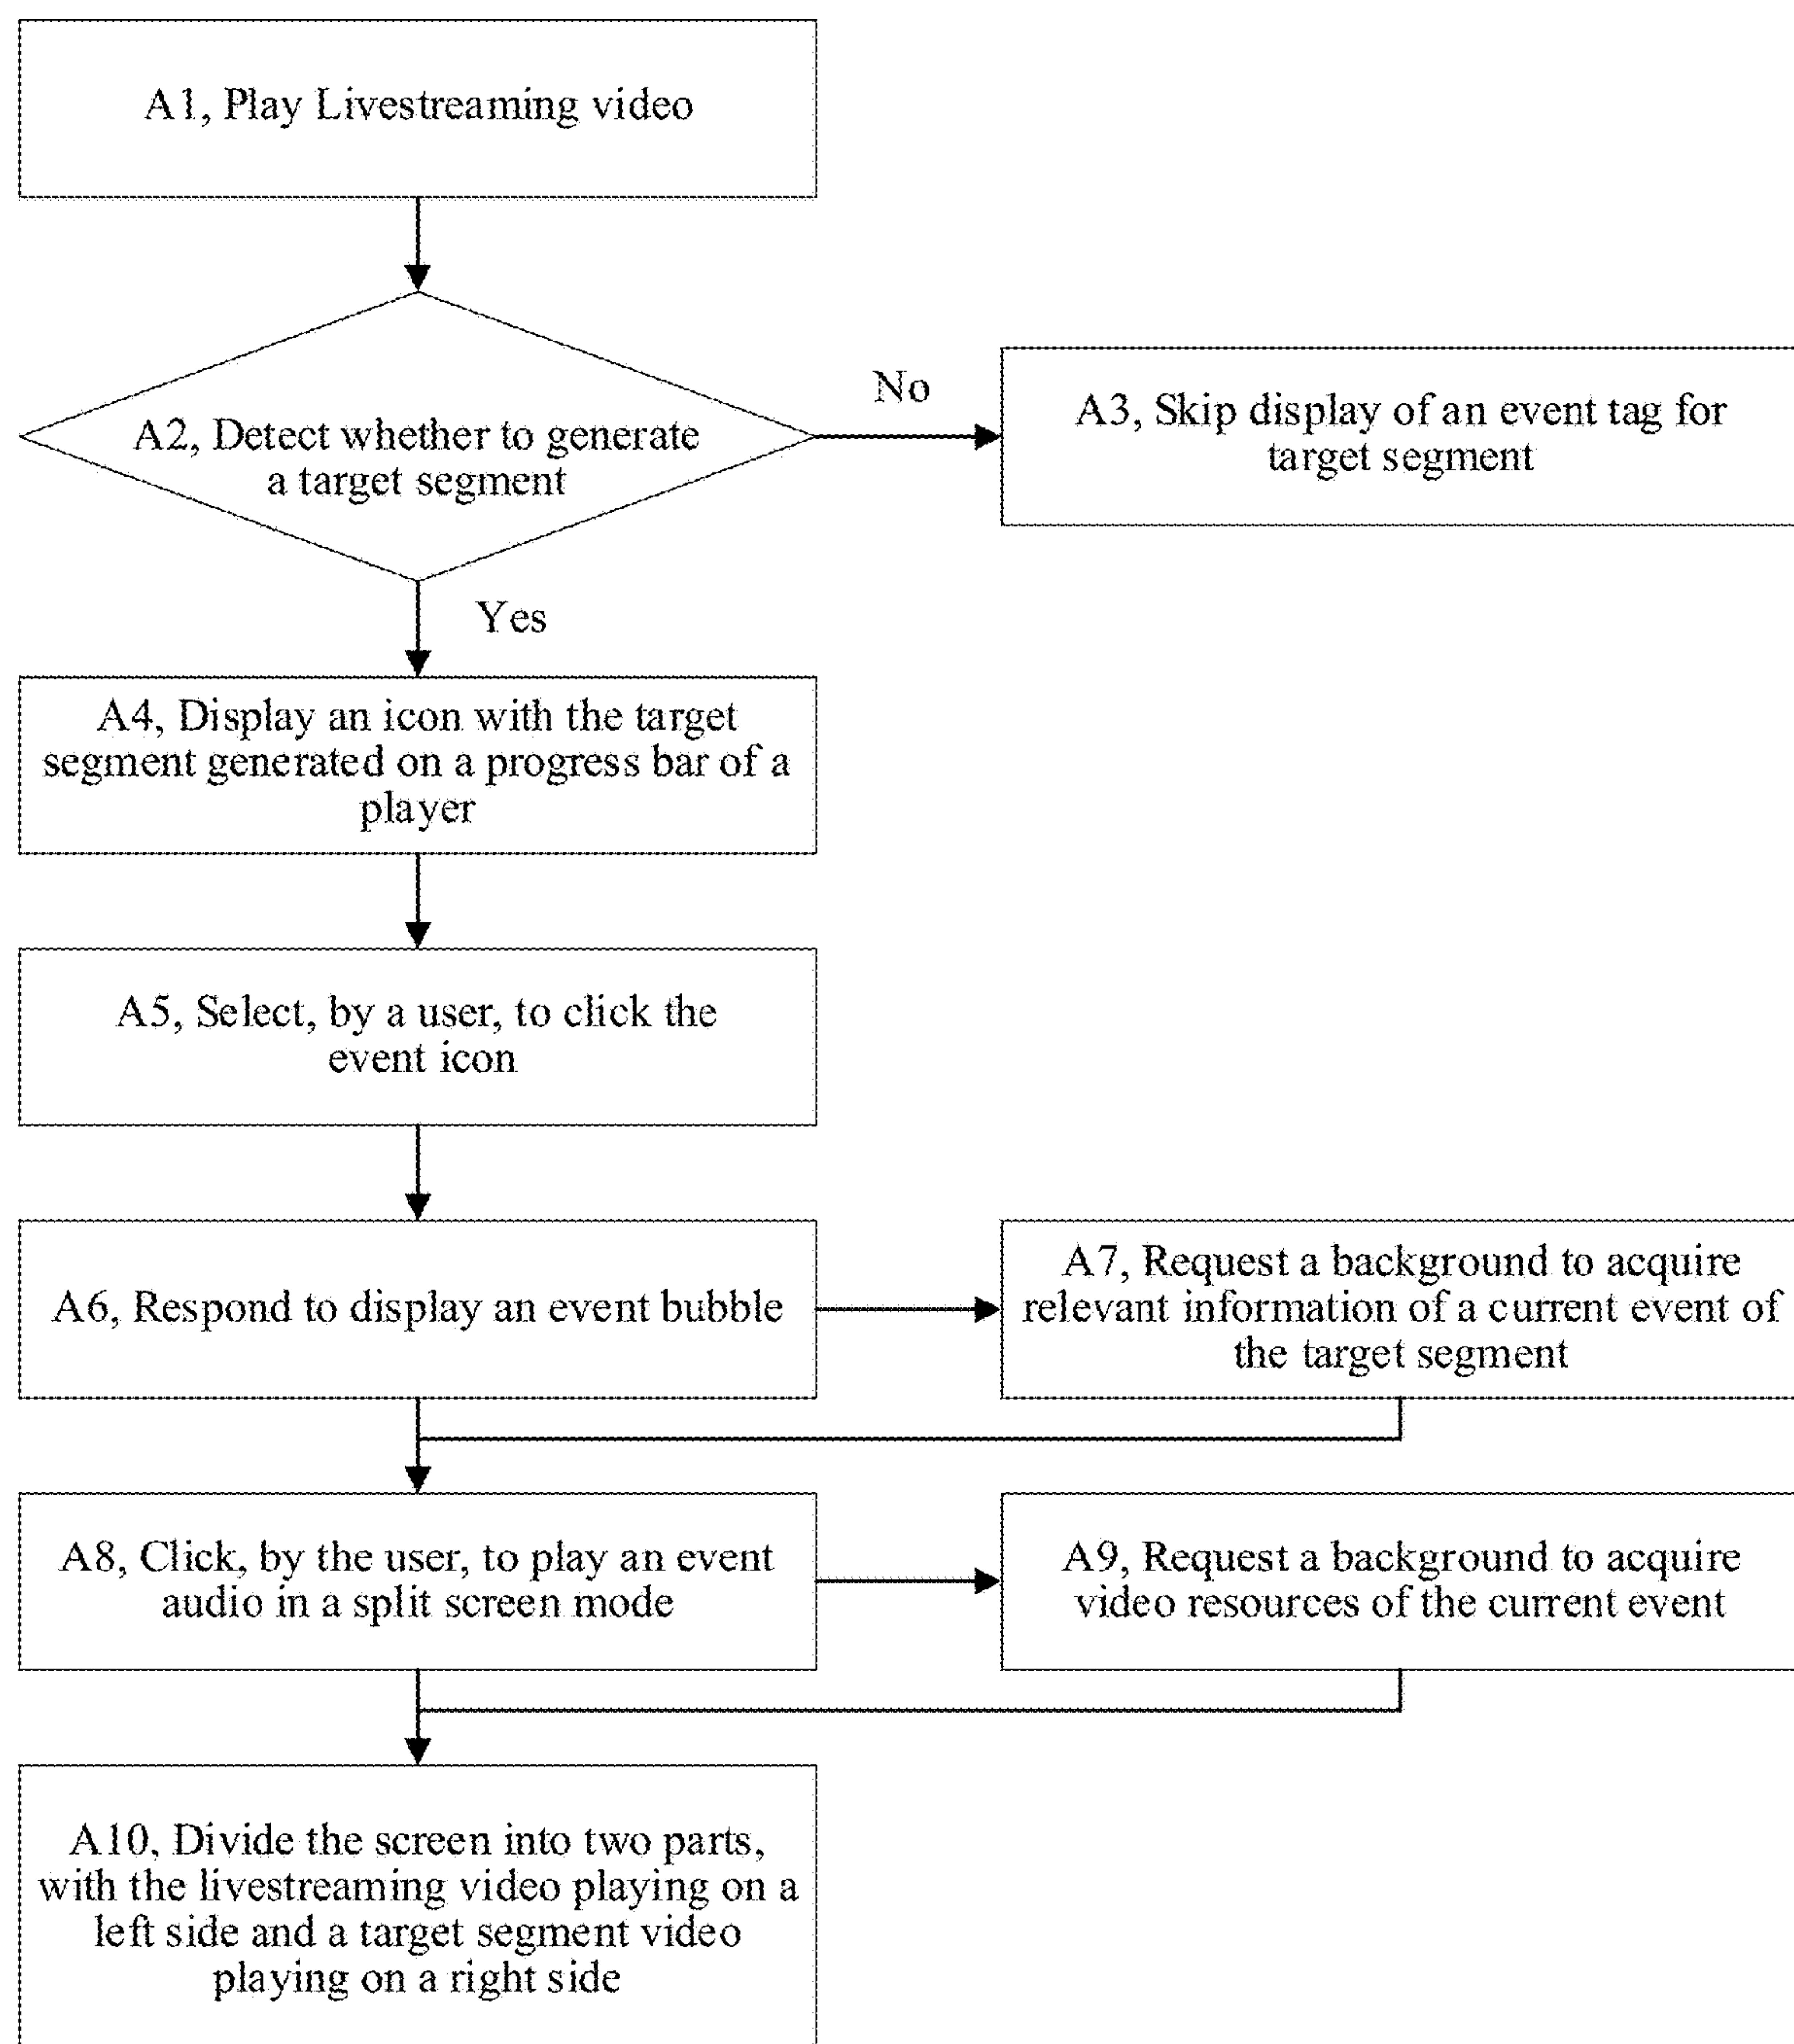 A1, Play Livestreaming video
A2, Detect whether to generate
a target segment
No
A3, Skip display of an event tag for
target segment
Yes
A4, Display an icon with the target
segment generated on a progress bar of a
player
A5, Select, by a user, to click the
event icon
A6, Respond to display an event bubble
A7, Request a background to acquire
relevant information of a current event of
the target segment
A8, Click, by the user, to play an event
audio in a split screen mode
A9, Request a background to acquire
video resources of the current event
A10, Divide the screen into two parts,
with the livestreaming video playing on a
left side and a target segment video
playing on a right side